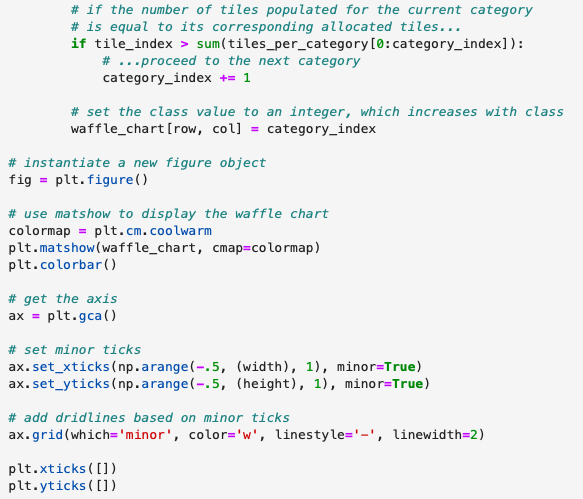 # if the number of tiles populated for the current category
# is equal to its corresponding allocated tiles...
if tile_index > sum(tiles_per_category[0:category_index]):
# ...proceed to the next category
category_index += 1
# set the class value to an integer, which increases with class
waffle_chart[row, col] = category_index
# instantiate a new figure object
fig = plt.figure()
# use matshow to display the waffle chart
colormap = plt.cm.coolwarm
plt.matshow(waffle_chart, cmap=colormap)
plt.colorbar()
# get the axis
ax = plt.gca()
# set minor ticks
ax.set_xticks(np.arange(-.5, (width), 1), minor=True)
ax.set_yticks(np.arange(-.5, (height), 1), minor=True)
# add dridlines based on minor ticks
ax.grid(which='minor', color='w', linestyle='-', linewidth=2)
plt.xticks([])
plt.yticks([])